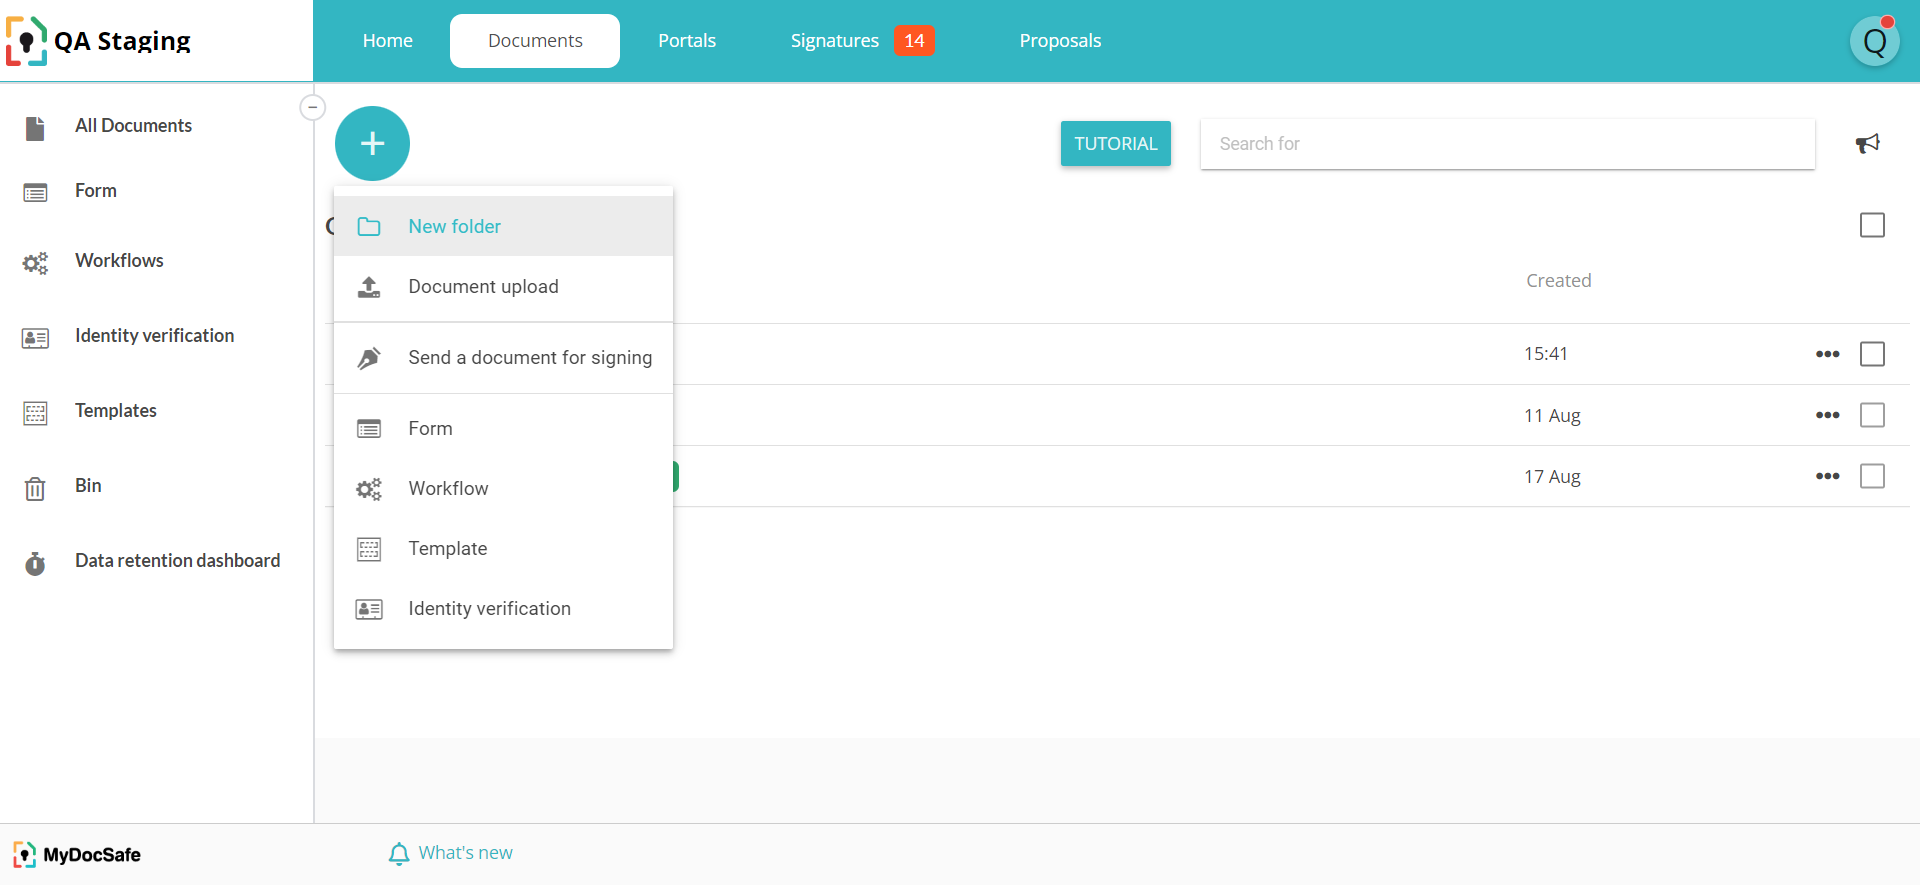 QA Staging
Home
Documents
Portals
Signatures 14
Proposals
Q
All Documents
Form
Workflows
Identity verification
Templates
Bin
Data retention dashboard
+
TUTORIAL
Search for
New folder
Document upload
Send a document for signing
Form
Workflow
Template
Identity verification
Created
15:41
11 Aug
17 Aug
MyDocSafe
What's new